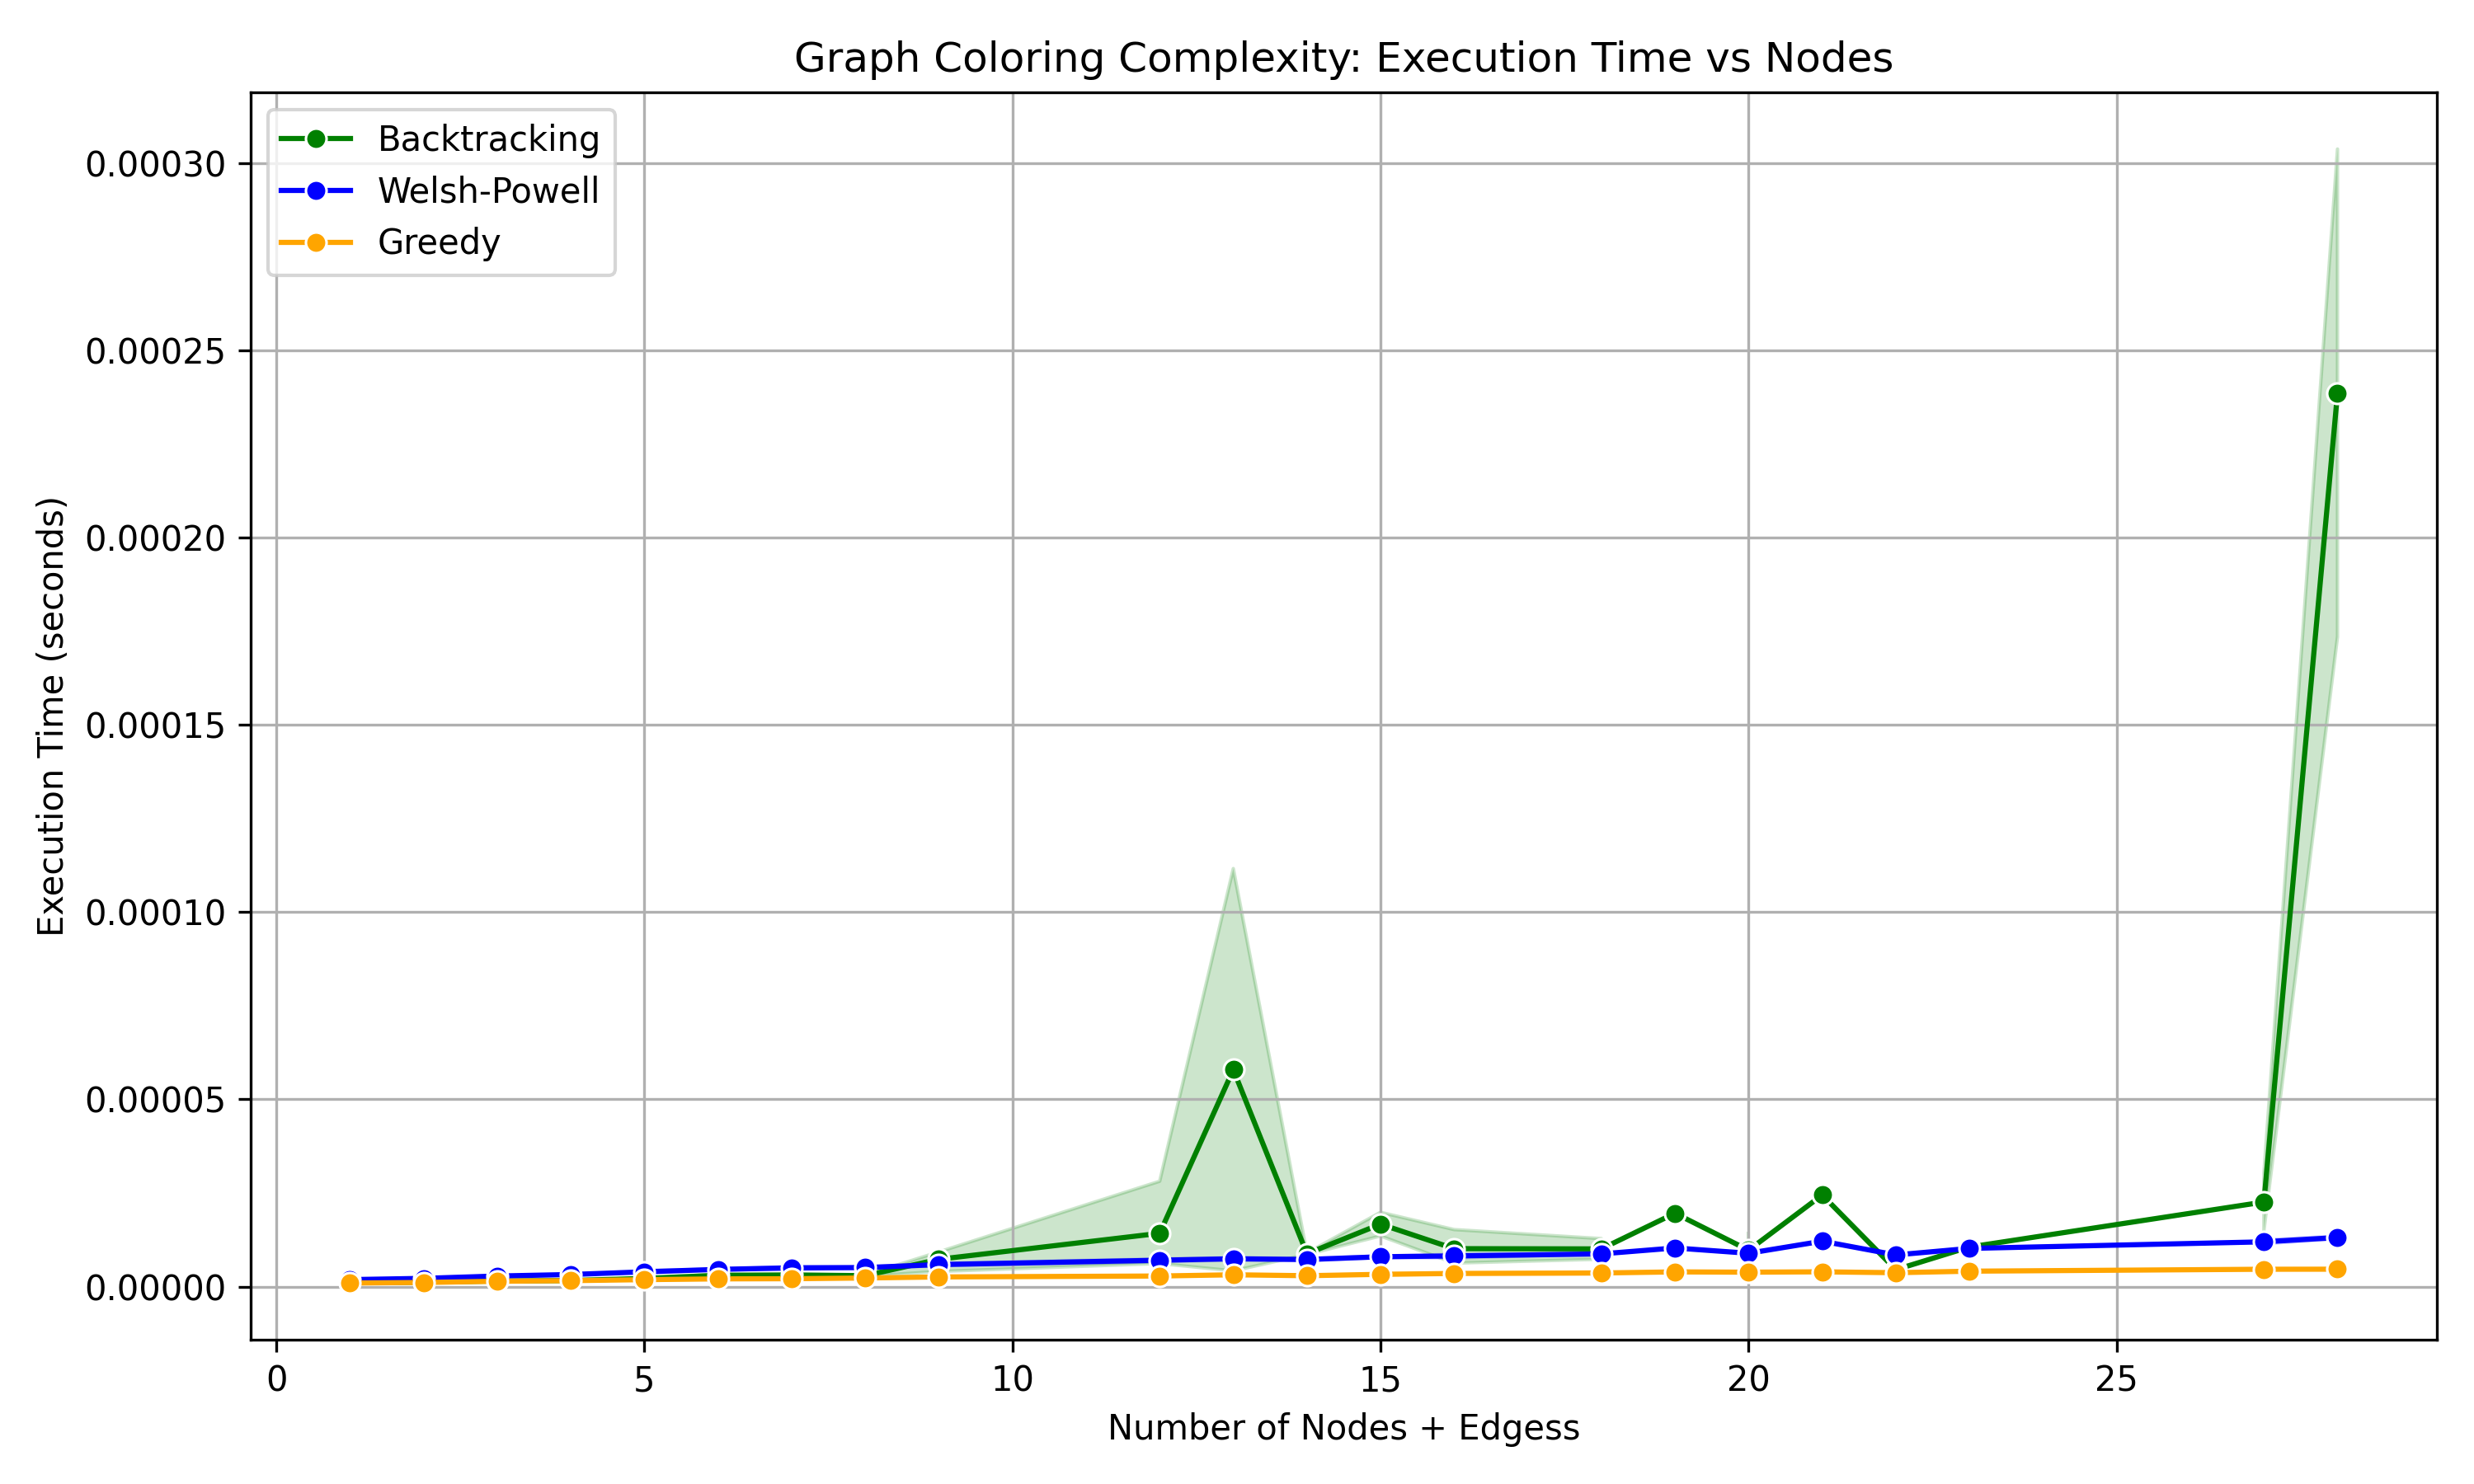 Graph Coloring Complexity: Execution Time vs Nodes
Backtracking
Welsh-Powell
Greedy
0.00030
0.00025
0.00020
0.00015
0.00010
0.00005
0.00000
Execution Time (seconds)
0 5 10 15 20 25
Number of Nodes + Edgess